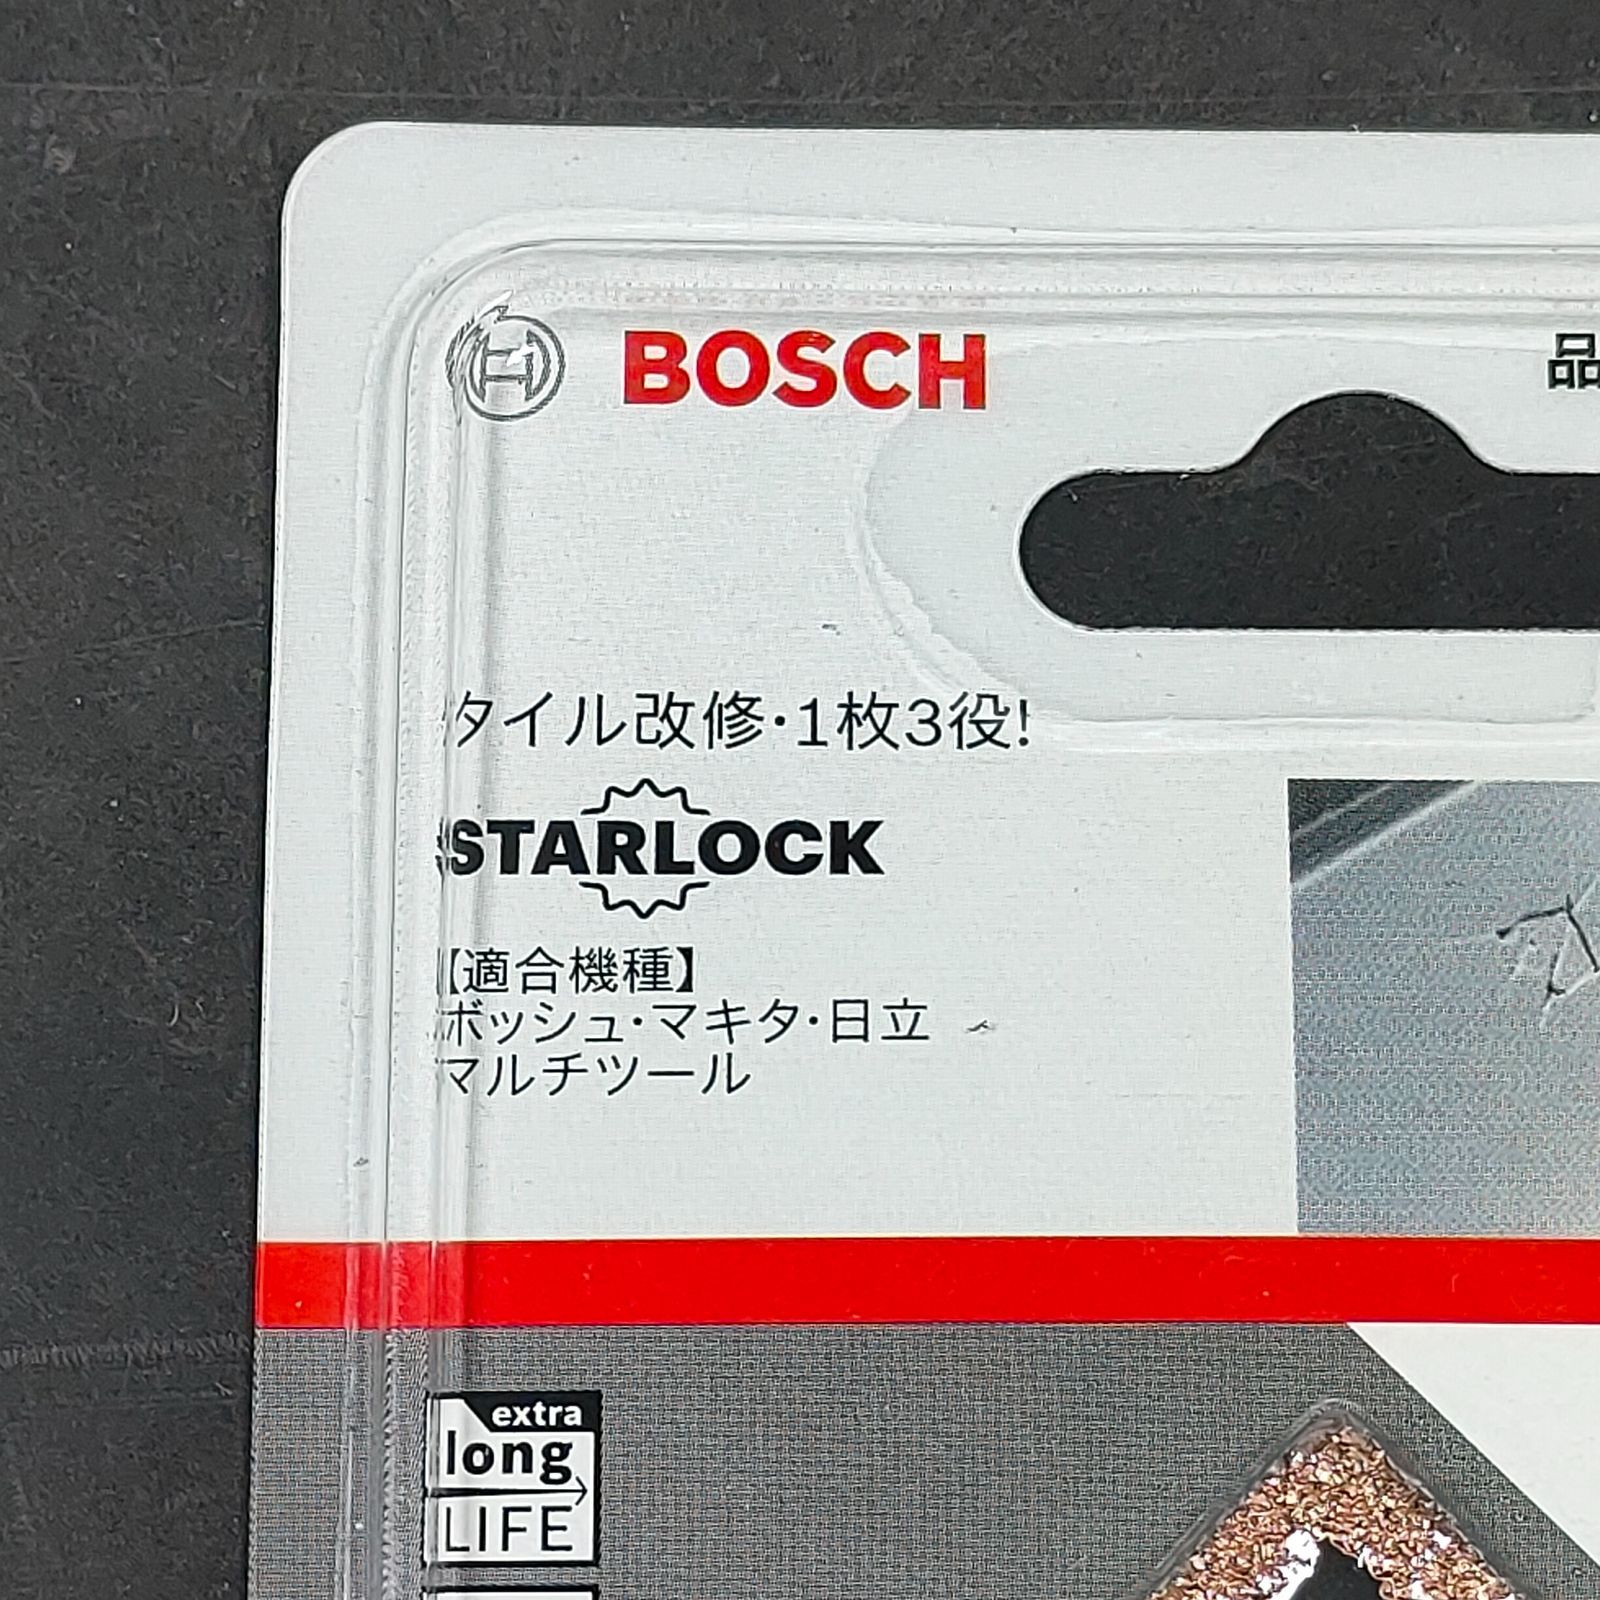 BOSCH
品
タイル改修・1枚3役!
STARLOCK
【適合機種】
ボッシュ・マキタ・日立
マルチツール
extra
long
LIFE